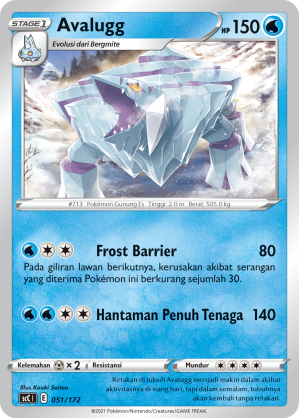 STAGE 1
Avalugg
HP 150
Evolusi dari Bergmite
#713 Pokémon Gunung Es Tinggi: 2.0 m Berat: 505.0 kg
Frost Barrier 80
Pada giliran lawan berikutnya, kerusakan akibat serangan
yang diterima Pokémon ini berkurang sejumlah 30.
Hantaman Penuh Tenaga 140
Kelemahan ×2 Resistansi Mundur
Illus. Kouki Saitou
Retakan di tubuh Avalugg menjadi makin dalam akibat
aktivitasnya di siang hari, tapi dalam semalam, tubuhnya
akan kembali tanpa retakan.
SC1 I E 051/172
©2021 Pokémon/Nintendo/Creatures/GAME FREAK